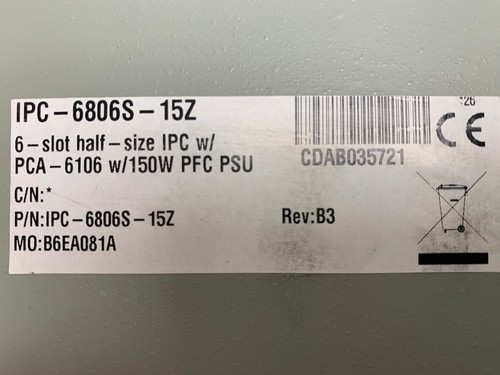 IPC-6806S-15Z
6-slot half-size IPC w/
PCA-6106 w/150W PFC PSU
C/N:*
P/N:IPC-6806S-15Z
Rev:B3
MO:B6EA081A
CDAB035721
CE